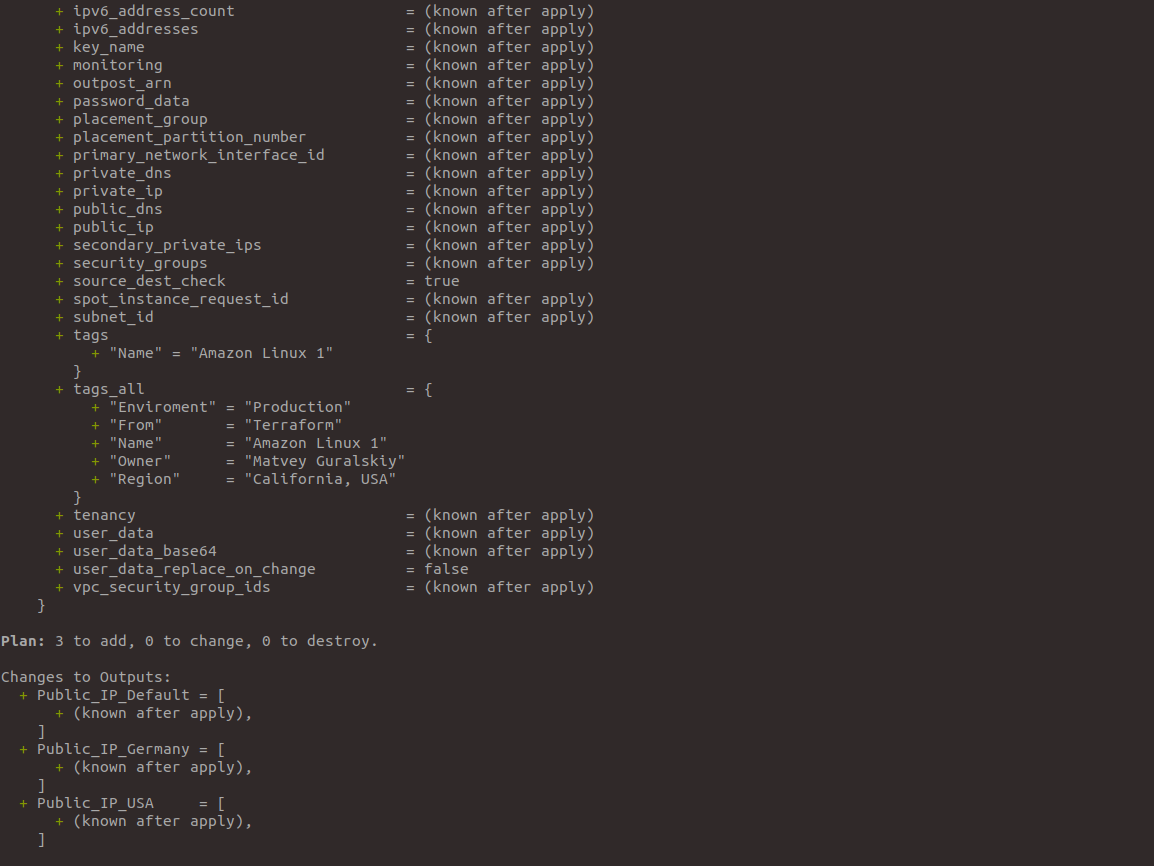 + ipv6_address_count                   = (known after apply)
+ ipv6_addresses                       = (known after apply)
+ key_name                             = (known after apply)
+ monitoring                           = (known after apply)
+ outpost_arn                          = (known after apply)
+ password_data                        = (known after apply)
+ placement_group                      = (known after apply)
+ placement_partition_number           = (known after apply)
+ primary_network_interface_id         = (known after apply)
+ private_dns                          = (known after apply)
+ private_ip                           = (known after apply)
+ public_dns                           = (known after apply)
+ public_ip                            = (known after apply)
+ secondary_private_ips                = (known after apply)
+ security_groups                      = (known after apply)
+ source_dest_check                    = true
+ spot_instance_request_id             = (known after apply)
+ subnet_id                            = (known after apply)
+ tags                                 = {
+ "Name" = "Amazon Linux 1"
}
+ tags_all                             = {
+ "Enviroment" = "Production"
+ "From"       = "Terraform"
+ "Name"       = "Amazon Linux 1"
+ "Owner"      = "Matvey Guralskiy"
+ "Region"     = "California, USA"
}
+ tenancy                              = (known after apply)
+ user_data                            = (known after apply)
+ user_data_base64                     = (known after apply)
+ user_data_replace_on_change          = false
+ vpc_security_group_ids               = (known after apply)
}
Plan: 3 to add, 0 to change, 0 to destroy.
Changes to Outputs:
+ Public_IP_Default = [
+ (known after apply),
]
+ Public_IP_Germany = [
+ (known after apply),
]
+ Public_IP_USA     = [
+ (known after apply),
]